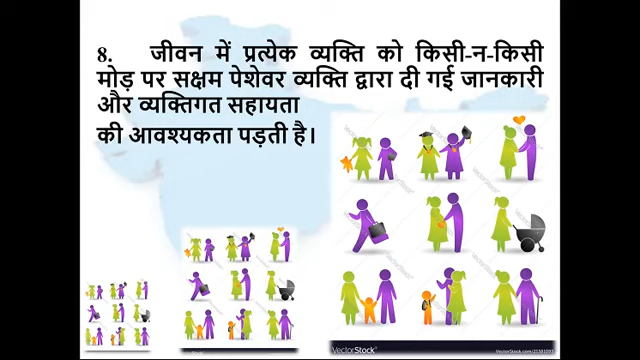 8. जीवन में प्रत्येक व्यक्ति को किसी-न-किसी
मोड़ पर सक्षम पेशेवर व्यक्ति द्वारा दी गई जानकारी
और व्यक्तिगत सहायता
की आवश्यकता पड़ती है।
VectorStock®